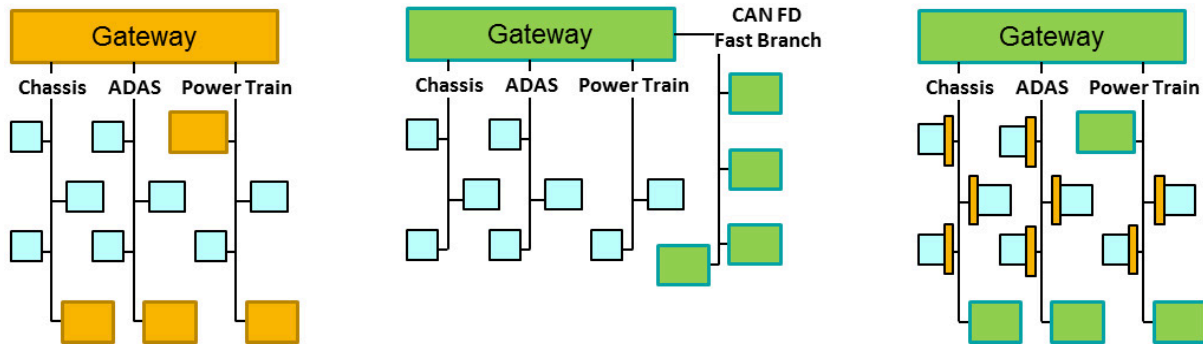 Gateway
Chassis ADAS Power Train
Gateway
CAN FD
Fast Branch
Chassis ADAS Power Train
Gateway
Chassis ADAS Power Train